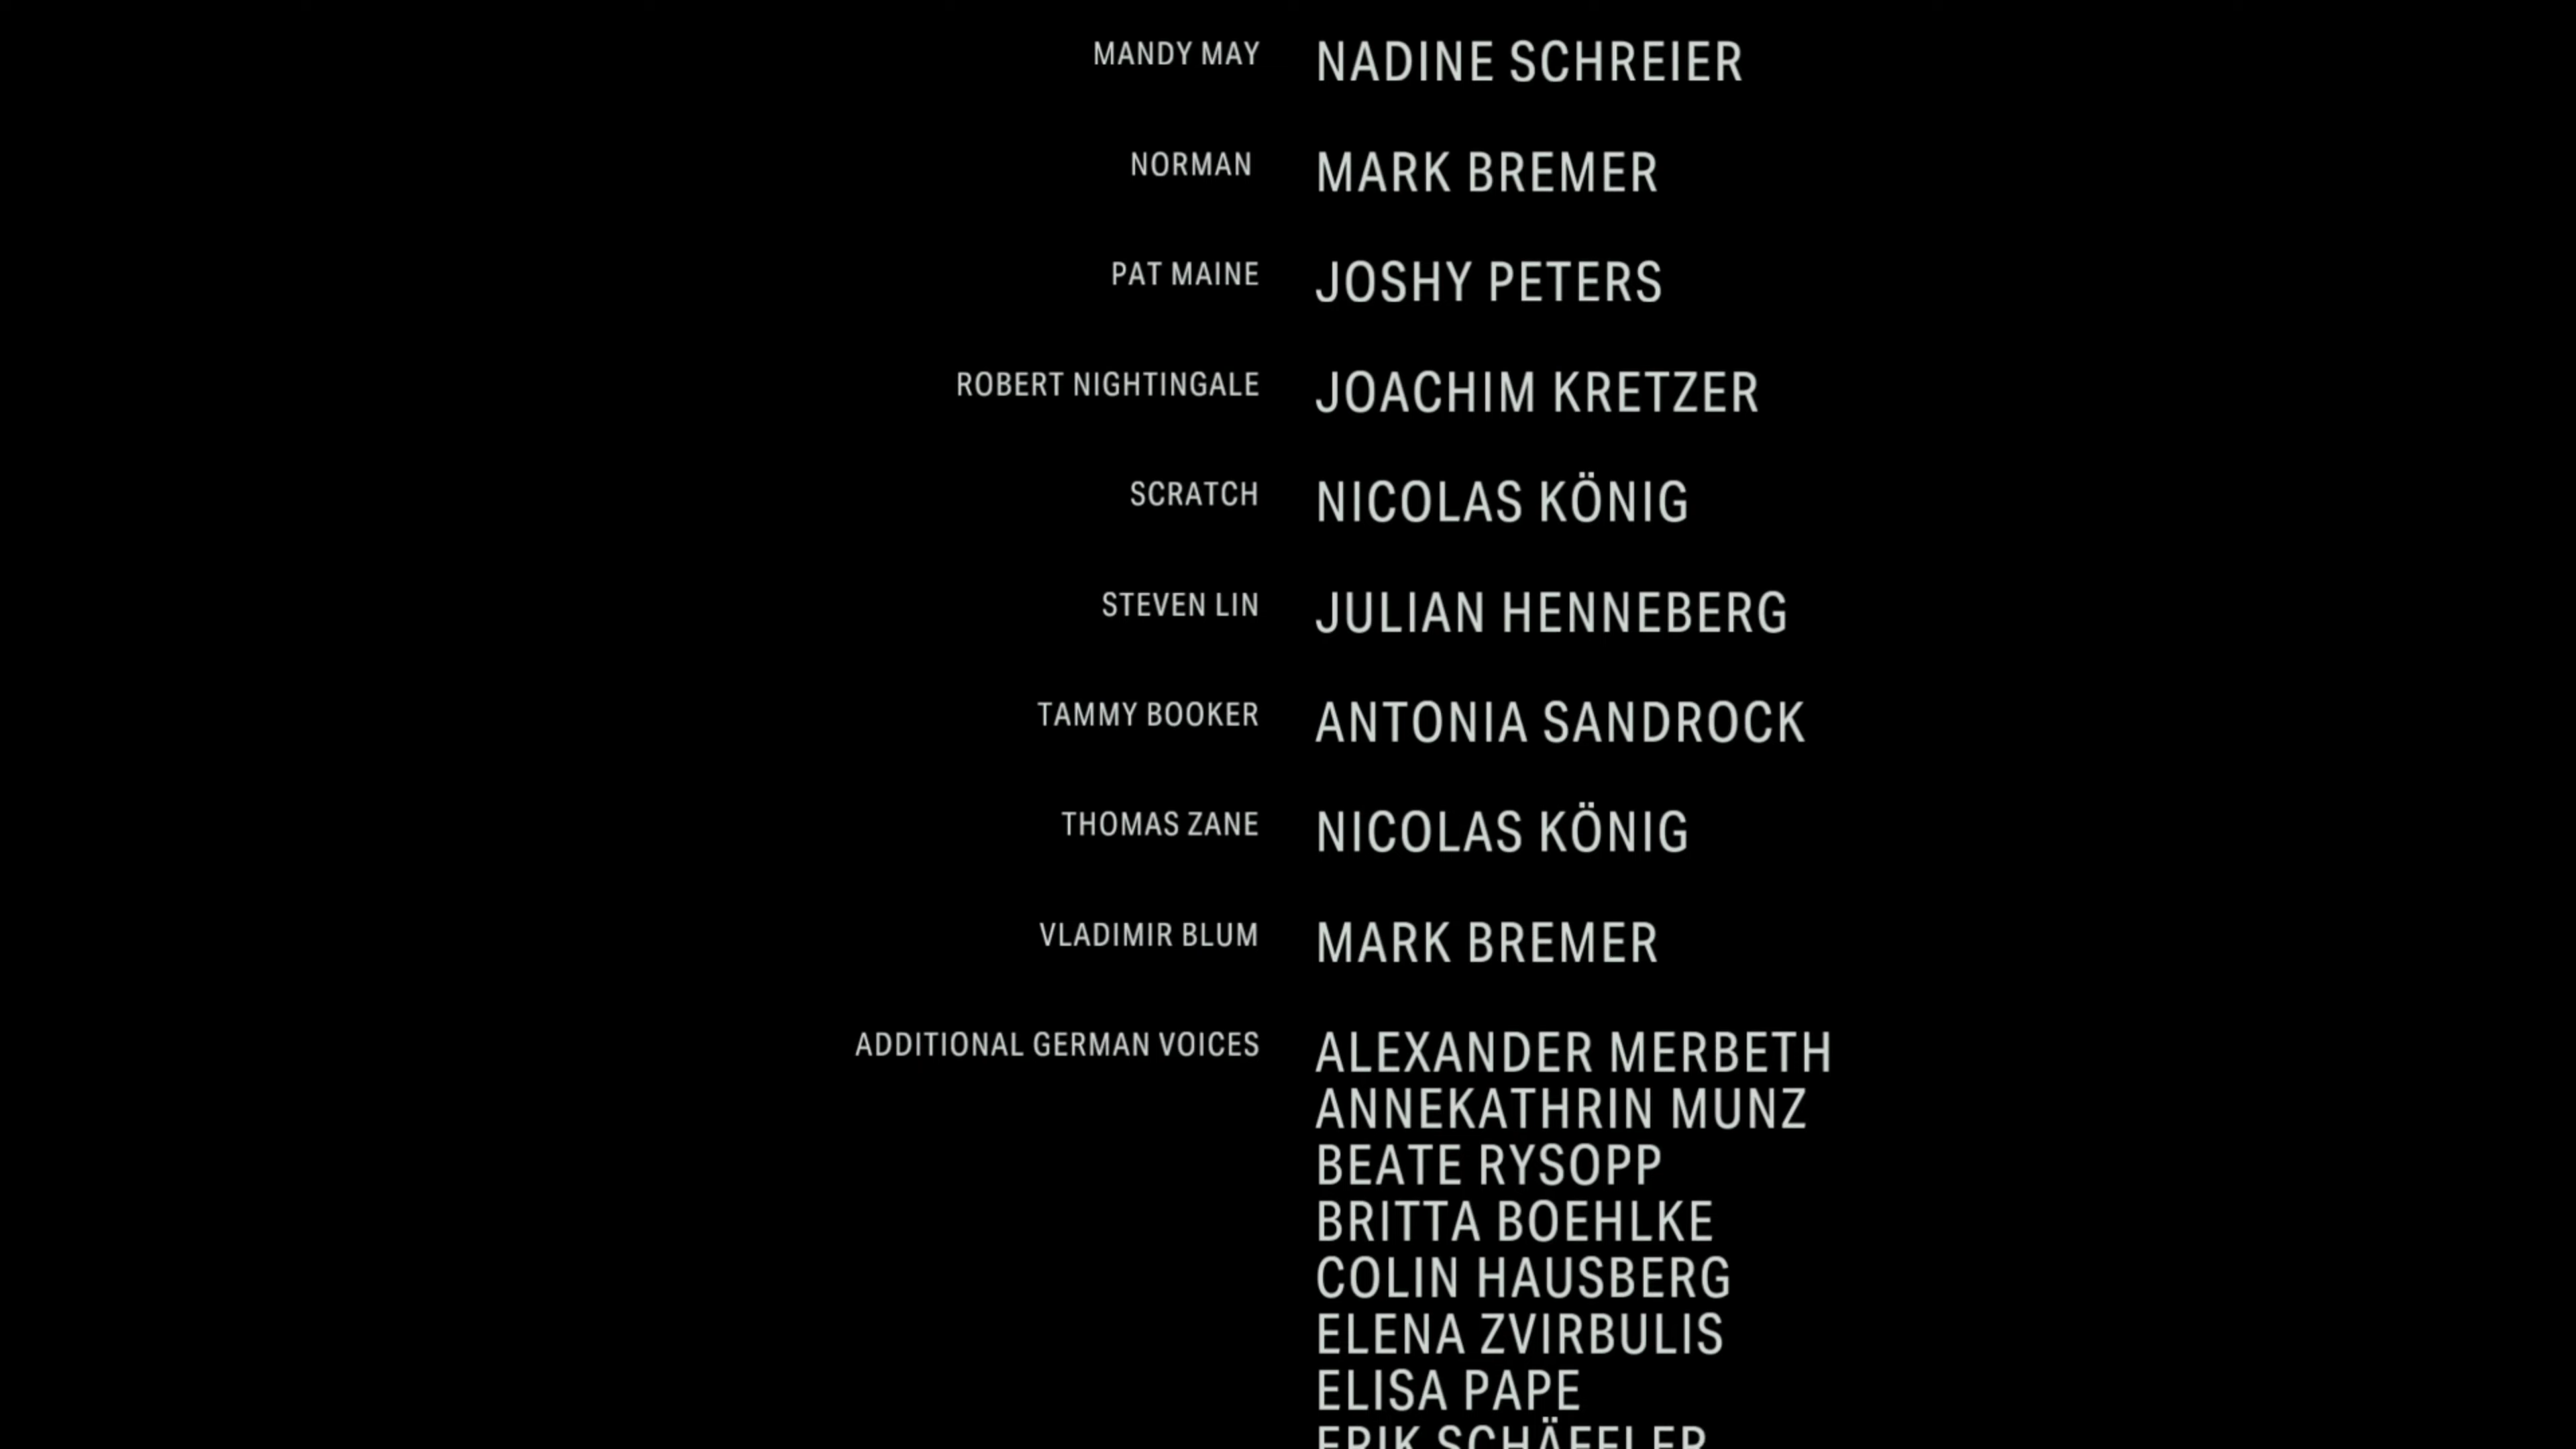 MANDY MAY NADINE SCHREIER
NORMAN MARK BREMER
PAT MAINE JOSHY PETERS
ROBERT NIGHTINGALE JOACHIM KRETZER
SCRATCH NICOLAS KÖNIG
STEVEN LIN JULIAN HENNEBERG
TAMMY BOOKER ANTONIA SANDROCK
THOMAS ZANE NICOLAS KÖNIG
VLADIMIR BLUM MARK BREMER
ADDITIONAL GERMAN VOICES ALEXANDER MERBETH
ANNEKATHRIN MUNZ
BEATE RYSOPP
BRITTA BOEHLKE
COLIN HAUSBERG
ELENA ZVIRBULIS
ELISA PAPE
ERIK SCHÄFFLER